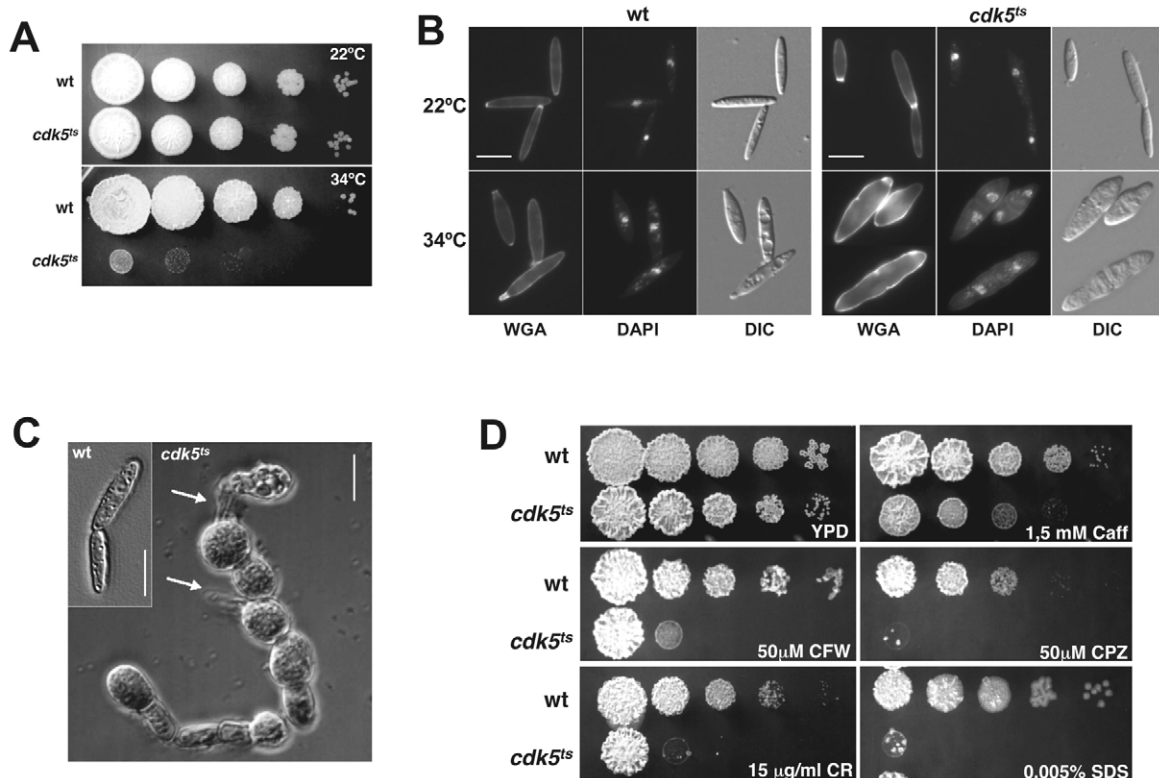 A
22ºC
wt
cdk5ts
34ºC
wt
cdk5ts
B
wt
cdk5ts
22ºC
34ºC
WGA DAPI DIC WGA DAPI DIC
C
wt
cdk5ts
D
wt
cdk5ts
YPD
1,5 mM Caff
wt
cdk5ts
50µM CFW
50µM CPZ
wt
cdk5ts
15 µg/ml CR
0,005% SDS